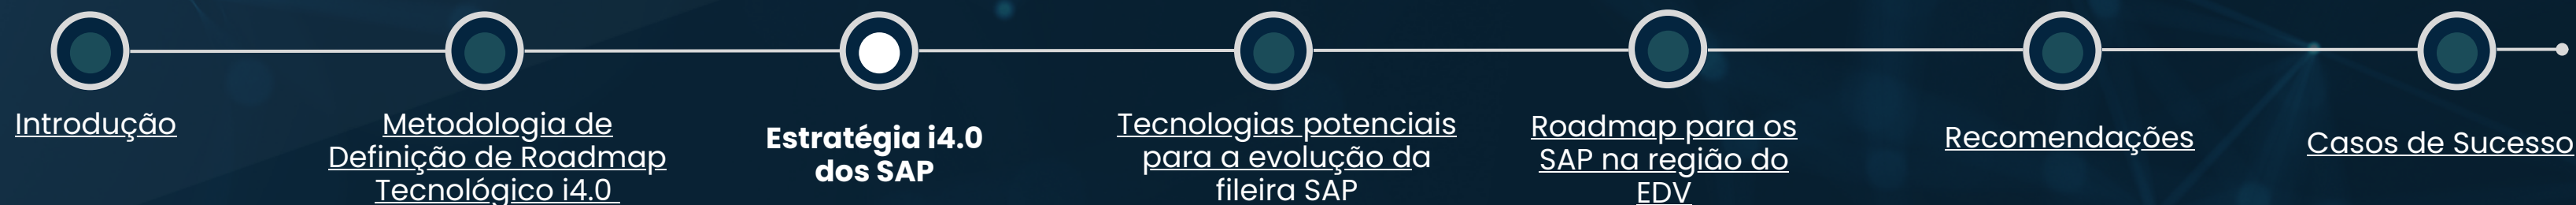 Introdução
Metodologia de
Definição de Roadmap
Tecnológico i4.0
Estratégia i4.0
dos SAP
Tecnologias potenciais
para a evolução da
fileira SAP
Roadmap para os
SAP na região do
EDV
Recomendações
Casos de Sucesso